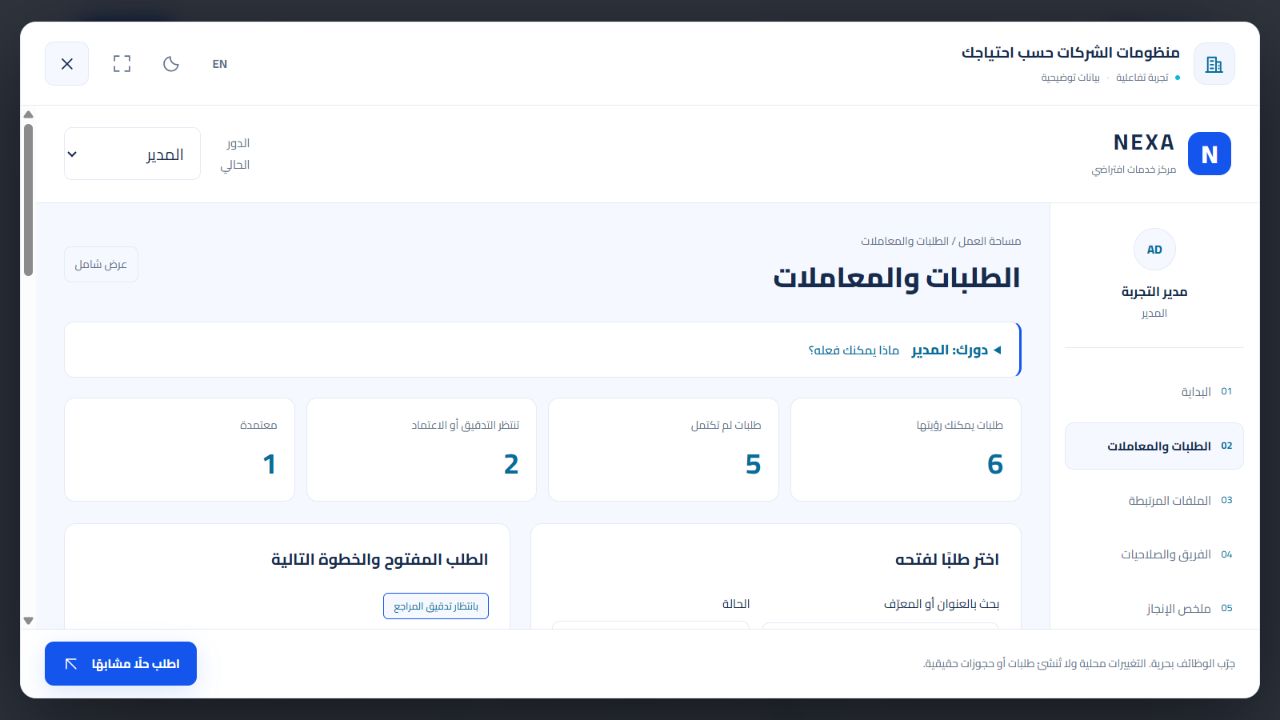 منظومات الشركات حسب احتياجك
تجربة تفاعلية · بيانات توضيحية
EN
N
NEXA
مركز خدمات افتراضي
الدور
الحالي
المدير
AD
مدير التجربة
المدير
01 البداية
02 الطلبات والمعاملات
03 الملفات المرتبطة
04 الفريق والصلاحيات
05 ملخص الإنجاز
مساحة العمل / الطلبات والمعاملات
الطلبات والمعاملات
عرض شامل
دورك: المدير ماذا يمكنك فعله؟
طلبات يمكنك رؤيتها
6
طلبات لم تكتمل
5
تنتظر التدقيق أو الاعتماد
2
معتمدة
1
اختر طلبًا لفتحه
بحث بالعنوان أو المعرّف
الحالة
الطلب المفتوح والخطوة التالية
بانتظار تدقيق المراجع
جرّب الوظائف بحرية. التغييرات محلية ولا تُنشئ طلبات أو حجوزات حقيقية.
اطلب حلًا مشابهًا